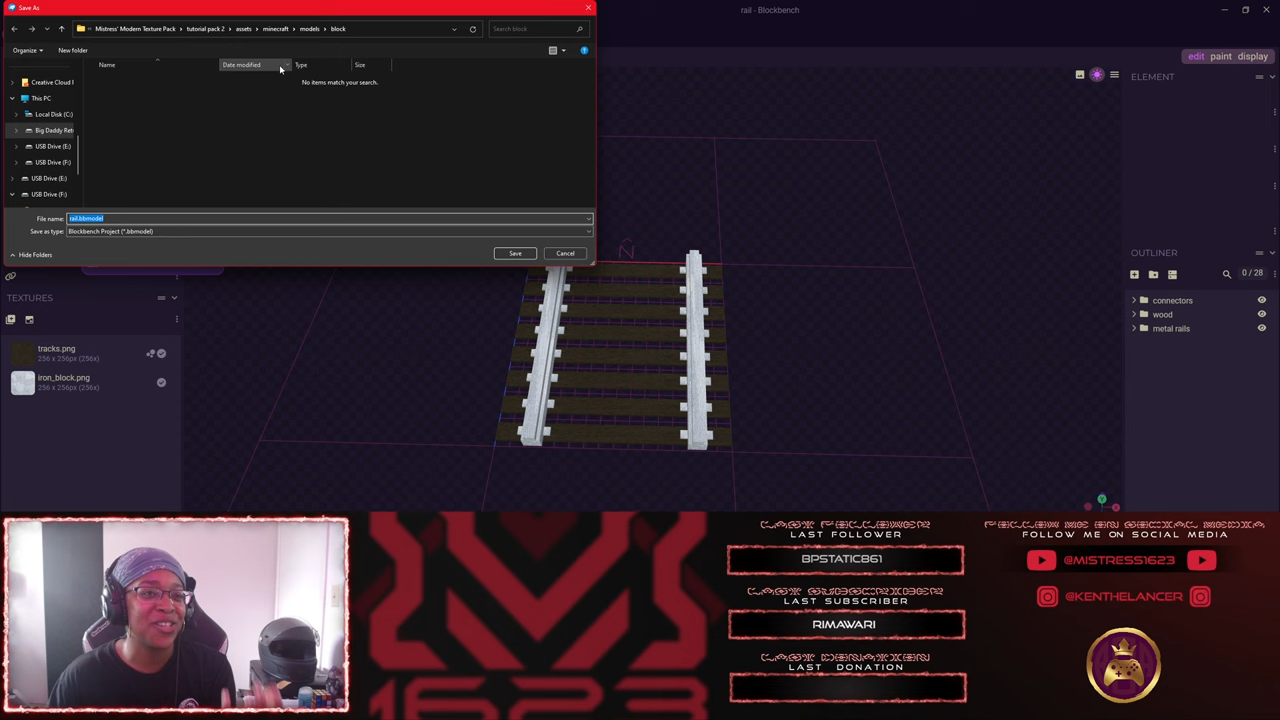 Save As
rail - Blockbench
Mistress' Modern Texture Pack > tutorial pack 2 > assets > minecraft > models > block
Search block
Organize
New folder
edit paint display
Name
Date modified
Type
Size
ELEMENT
Creative Cloud F
No items match your search.
This PC
Local Disk (C:)
Big Daddy Ret
USB Drive (E:)
USB Drive (F:)
USB Drive (E:)
USB Drive (F:)
File name:
rail.bbmodel
Save as type:
Blockbench Project (*.bbmodel)
Hide Folders
Save
Cancel
N
OUTLINER
0 / 28
connectors
wood
metal rails
TEXTURES
tracks.png
256 x 256px (256x)
iron_block.png
256 x 256px (256x)
LAST FOLLOWER
BPSTATIC861
LAST SUBSCRIBER
RIMAWARI
LAST DONATION
FOLLOW ME ON SOCIAL MEDIA
@MISTRESS1623
@KENTHELANCER
1623